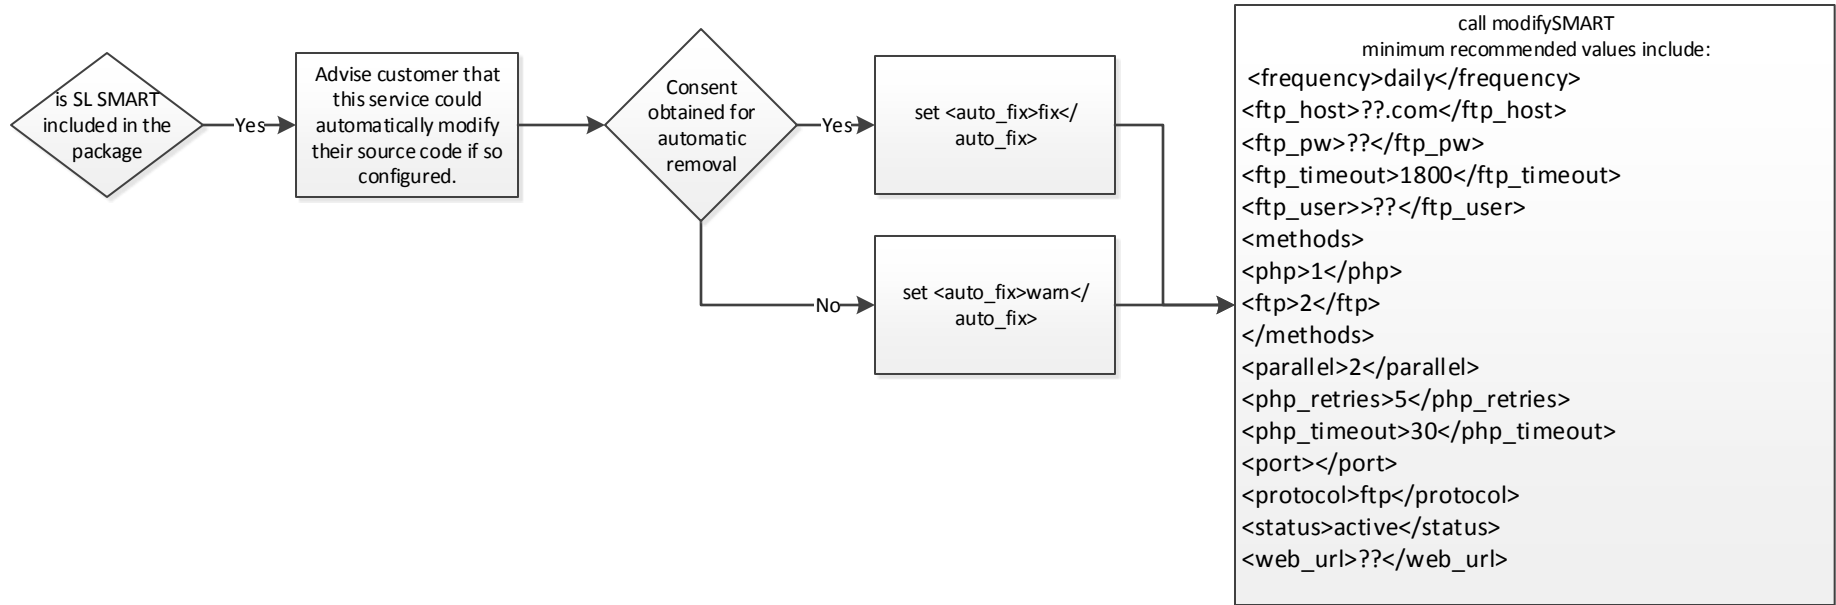 is SL SMART
included in the
package
Yes
Advise customer that
this service could
automatically modify
their source code if so
configured.
Consent
obtained for
automatic
removal
Yes
set <auto_fix>fix</
auto_fix>
No
set <auto_fix>warn</
auto_fix>
call modifySMART
minimum recommended values include:
<frequency>daily</frequency>
<ftp_host>??.com</ftp_host>
<ftp_pw>??</ftp_pw>
<ftp_timeout>1800</ftp_timeout>
<ftp_user>>??</ftp_user>
<methods>
<php>1</php>
<ftp>2</ftp>
</methods>
<parallel>2</parallel>
<php_retries>5</php_retries>
<php_timeout>30</php_timeout>
<port></port>
<protocol>ftp</protocol>
<status>active</status>
<web_url>??</web_url>